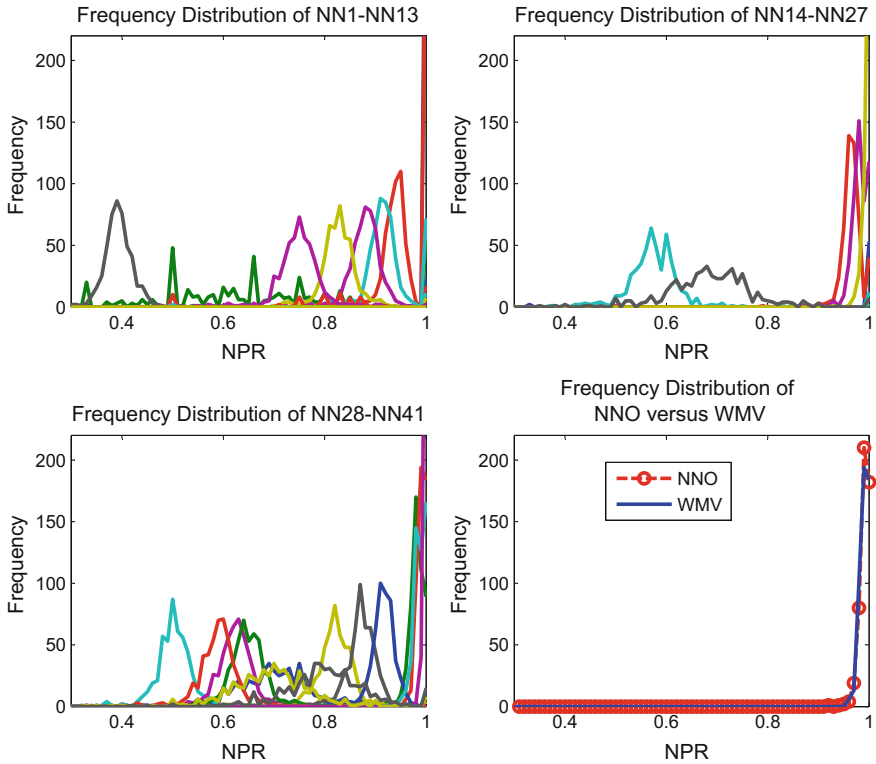 Frequency Distribution of NN1-NN13
200
150
100
50
0
Frequency
0.4 0.6 0.8 1
NPR
Frequency Distribution of NN14-NN27
200
150
100
50
0
Frequency
0.4 0.6 0.8 1
NPR
Frequency Distribution of NN28-NN41
200
150
100
50
0
Frequency
0.4 0.6 0.8 1
NPR
Frequency Distribution of
NNO versus WMV
NNO
WMV
200
150
100
50
0
Frequency
0.4 0.6 0.8 1
NPR